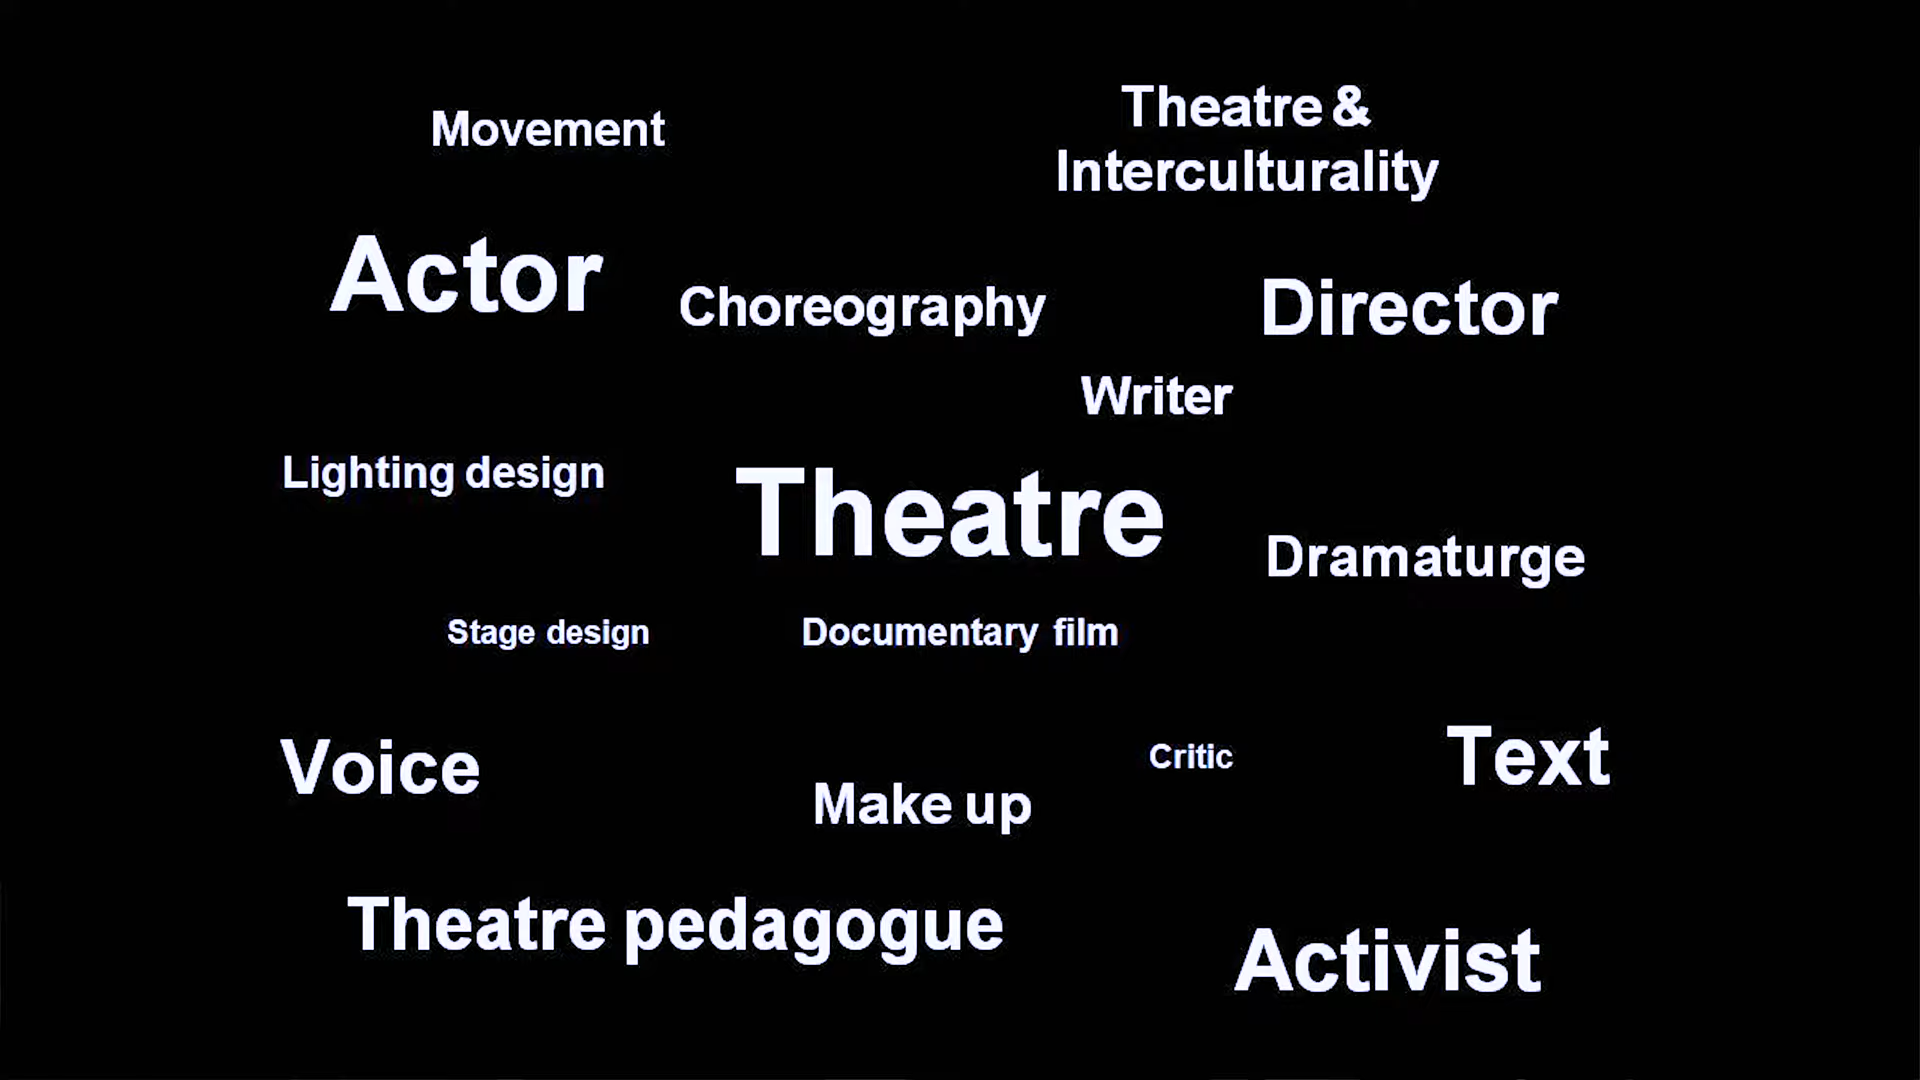 Movement
Theatre &
Interculturality
Actor
Choreography
Director
Writer
Lighting design
Theatre
Dramaturge
Stage design
Documentary film
Voice
Critic
Text
Make up
Theatre pedagogue
Activist